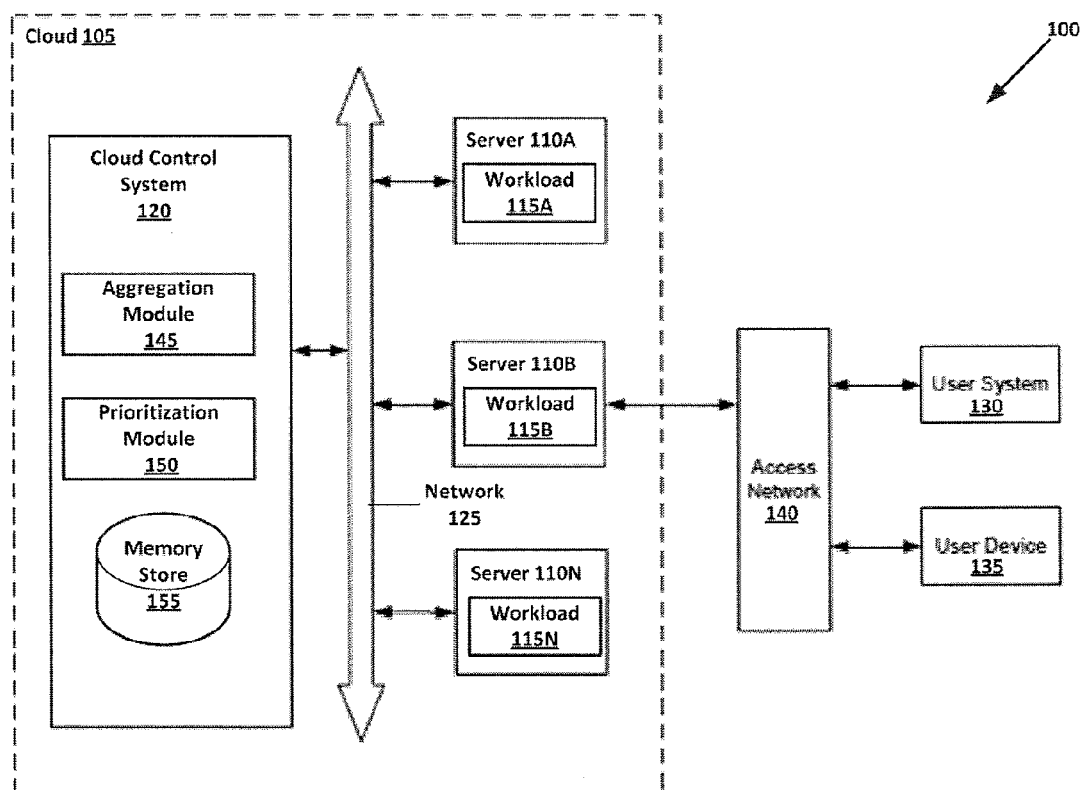 Cloud 105
100
Cloud Control
System
120
Aggregation
Module
145
Prioritization
Module
150
Memory
Store
155
Server 110A
Workload
115A
Server 110B
Workload
115B
Network
125
Server 110N
Workload
115N
Access
Network
140
User System
130
User Device
135